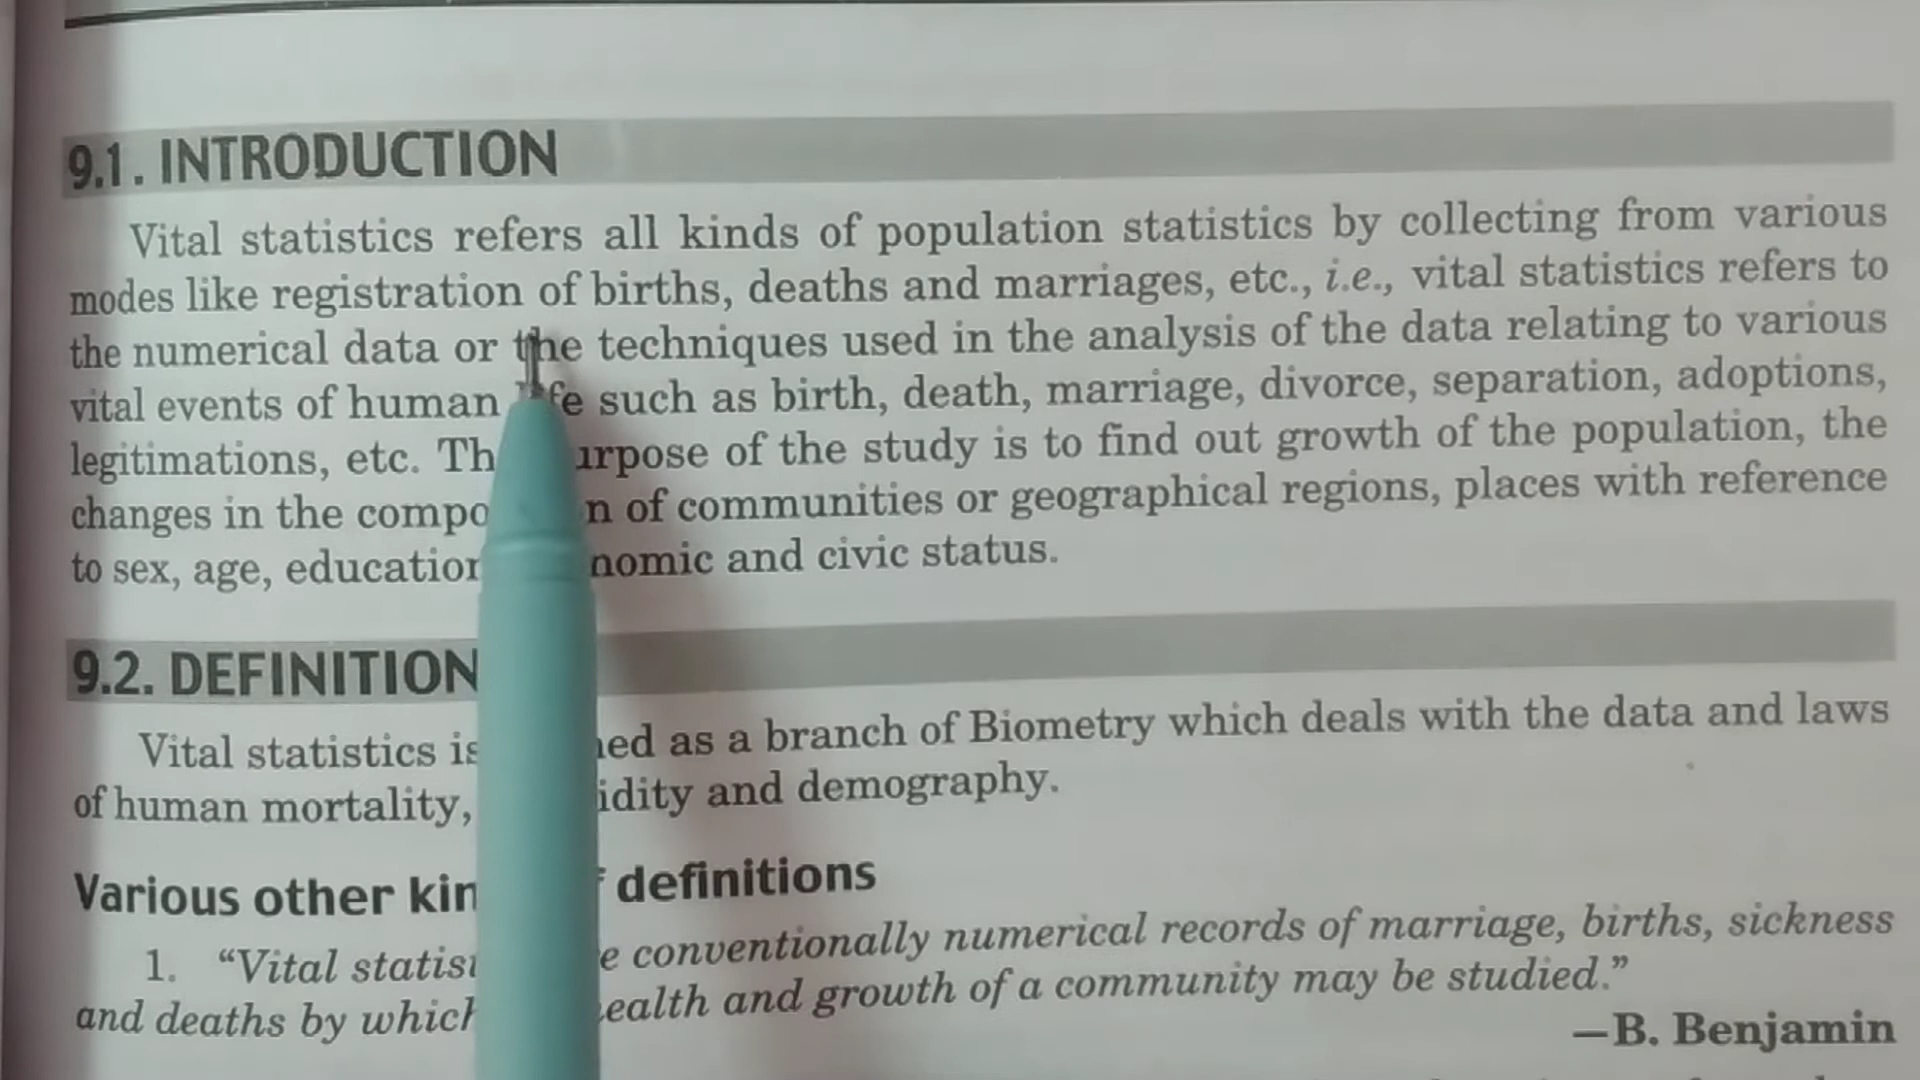 9.1. INTRODUCTION
Vital statistics refers all kinds of population statistics by collecting from various
modes like registration of births, deaths and marriages, etc., i.e., vital statistics refers to
the numerical data or the techniques used in the analysis of the data relating to various
vital events of human life such as birth, death, marriage, divorce, separation, adoptions,
legitimations, etc. The purpose of the study is to find out growth of the population, the
changes in the composition of communities or geographical regions, places with reference
to sex, age, education and civic status.
9.2. DEFINITION
Vital statistics is as a branch of Biometry which deals with the data and laws
of human mortality, and demography.
Various other definitions
1. “Vital conventionally numerical records of marriage, births, sickness
and deaths by which health and growth of a community may be studied.”
—B. Benjamin